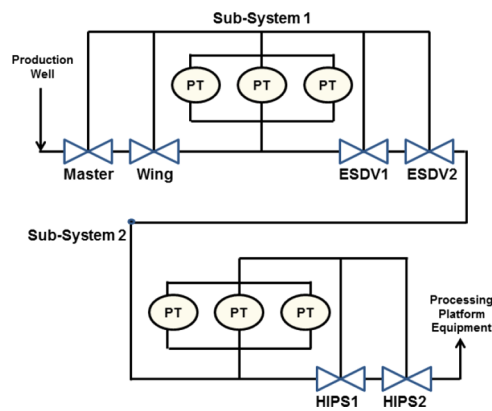 Sub-System 1
Production
Well
PT
PT
PT
Master
Wing
ESDV1
ESDV2
Sub-System 2
PT
PT
PT
Processing
Platform
Equipment
HIPS1
HIPS2